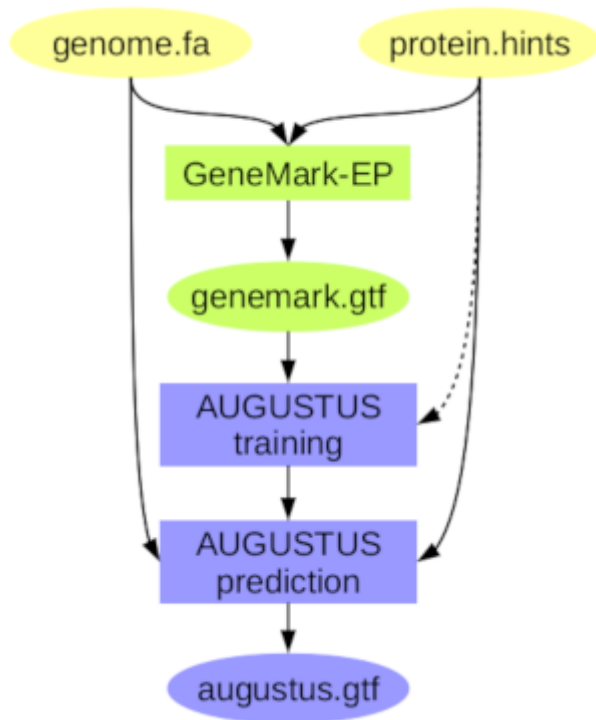 genome.fa
protein.hints
GeneMark-EP
genemark.gtf
AUGUSTUS
training
AUGUSTUS
prediction
augustus.gtf